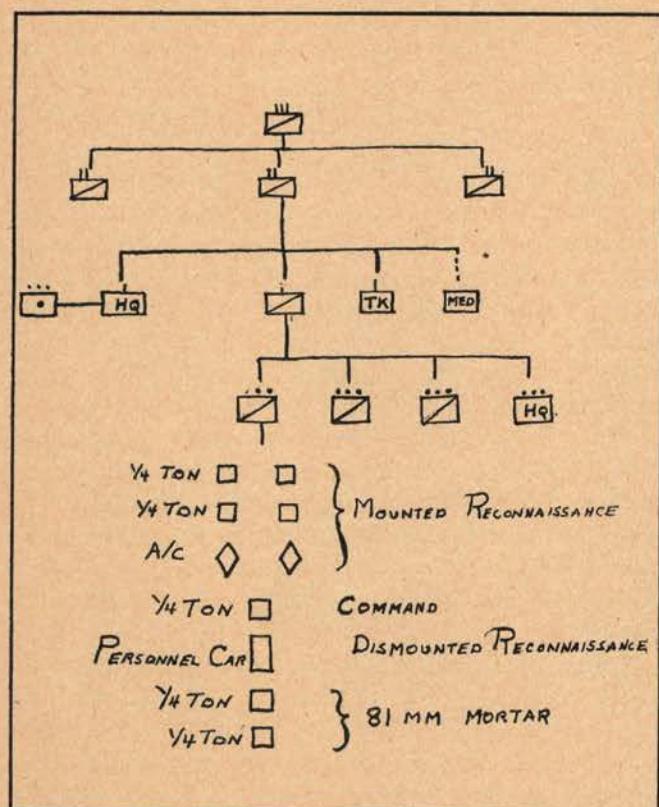 HQ
TK
MED
HQ
1/4 TON
1/4 TON
MOUNTED RECONNAISSANCE
A/C
1/4 TON
COMMAND
PERSONNEL CAR
DISMOUNTED RECONNAISSANCE
1/4 TON
81 MM MORTAR
1/4 TON